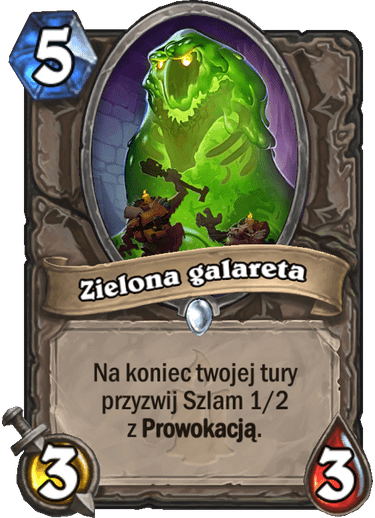 5
Zielona galareta
Na koniec twojej tury
przyzwij Szlam 1/2
z Prowokacją.
3
3